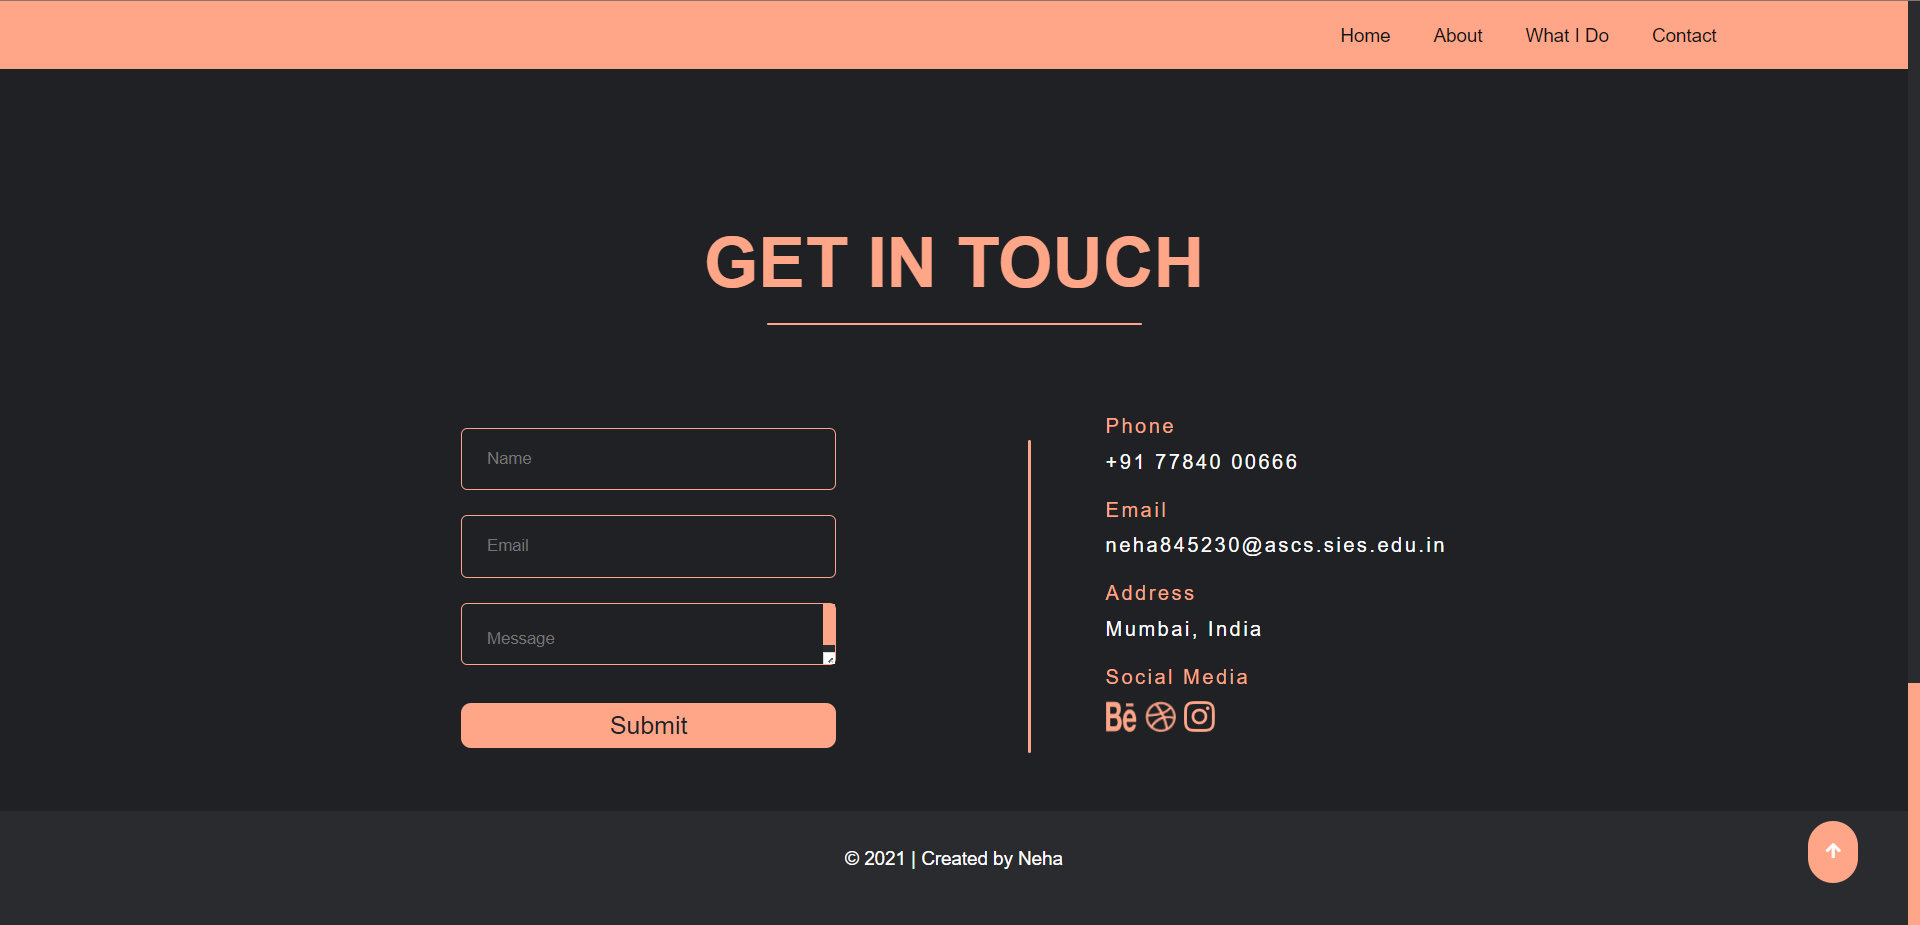 Home About What I Do Contact
GET IN TOUCH
Name
Email
Message
Submit
Phone
+91 77840 00666
Email
neha845230@ascs.sies.edu.in
Address
Mumbai, India
Social Media
Bē
© 2021 | Created by Neha